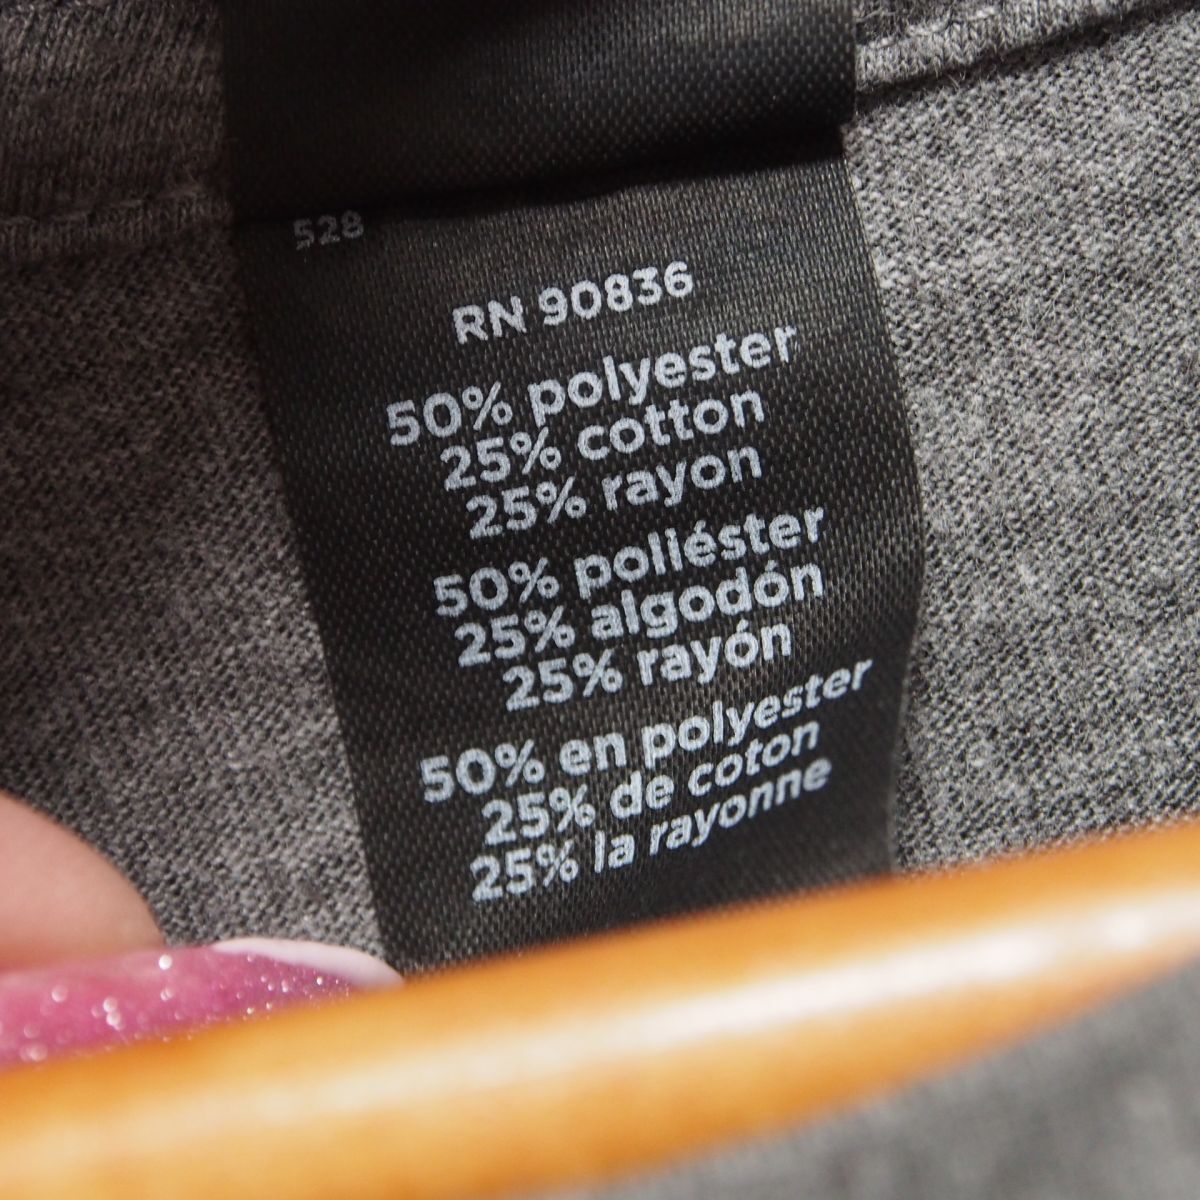 528
RN 90836
50% polyester
25% cotton
25% rayon
50% poliéster
25% algodón
25% rayón
50% en polyester
25% de coton
25% la rayonne